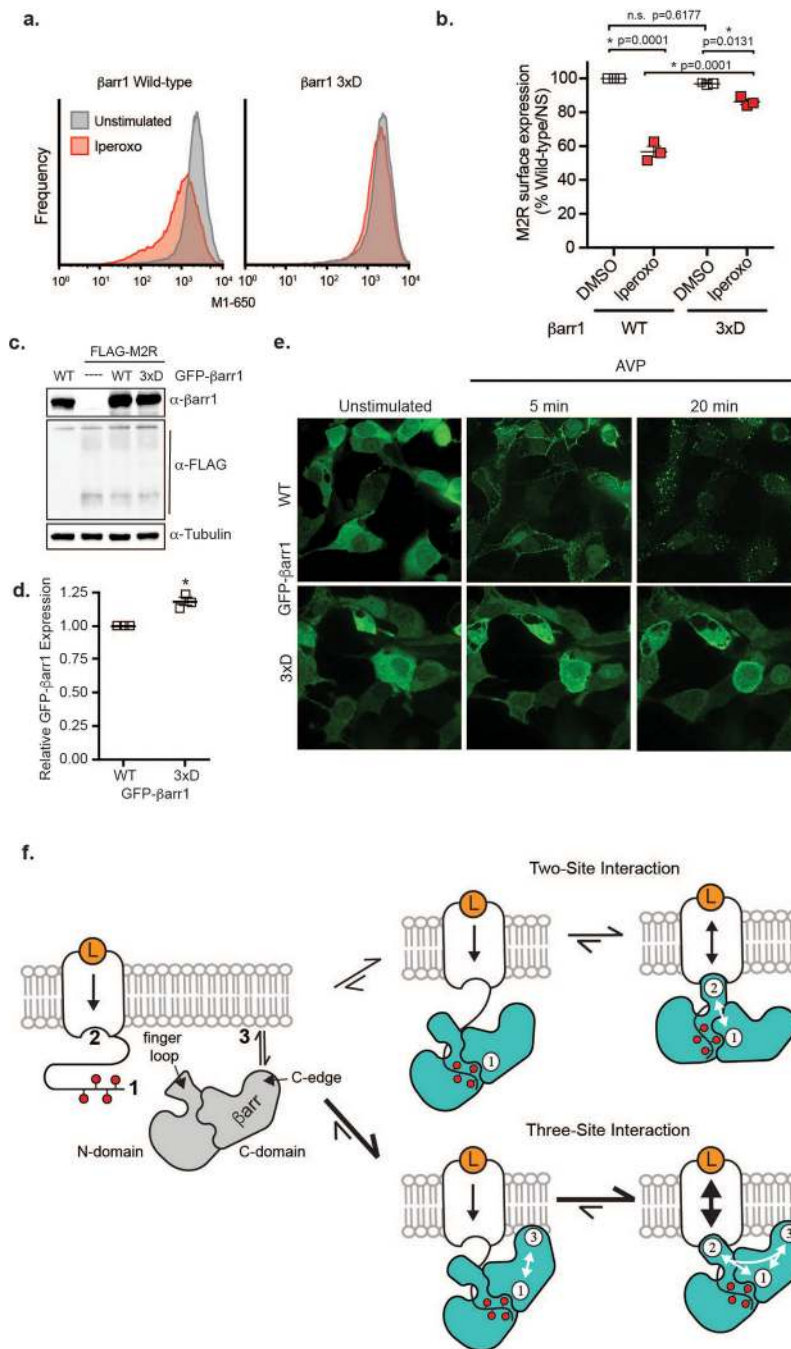 a.
βarr1 Wild-type
βarr1 3xD
Unstimulated
Iperoxo
Frequency
10⁰ 10¹ 10² 10³ 10⁴
10⁰ 10¹ 10² 10³ 10⁴
M1-650
b.
n.s. p=0.6177
* p=0.0001
* p=0.0131
* p=0.0001
M2R surface expression
(% Wild-type/NS)
100
80
60
40
20
0
DMSO
Iperoxo
DMSO
Iperoxo
βarr1
WT
3xD
c.
FLAG-M2R
WT ---- WT 3xD GFP-βarr1
α-βarr1
α-FLAG
α-Tubulin
d.
*
Relative GFP-βarr1 Expression
1.25
1.00
0.75
0.50
0.25
0.00
WT
3xD
GFP-βarr1
e.
AVP
Unstimulated
5 min
20 min
WT
GFP-βarr1
3xD
f.
Two-Site Interaction
L
2
1
3
finger
loop
C-edge
βarr
N-domain
C-domain
L
1
L
2
1
Three-Site Interaction
L
3
1
L
2
3
1